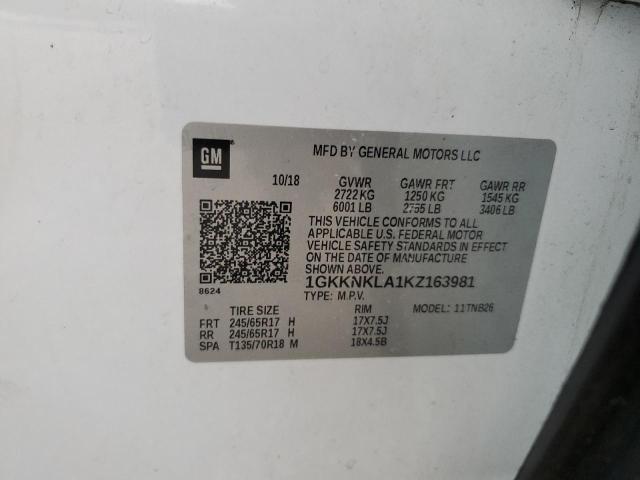 GM
MFD BY GENERAL MOTORS LLC
10/18 GVWR GAWR FRT GAWR RR
2722 KG 1250 KG 1545 KG
6001 LB 2755 LB 3406 LB
THIS VEHICLE CONFORMS TO ALL
APPLICABLE U.S. FEDERAL MOTOR
VEHICLE SAFETY STANDARDS IN EFFECT
ON THE DATE OF MANUFACTURE
SHOWN ABOVE.
8624
1GKKNKLA1KZ163981
TYPE: M.P.V. MODEL: 11TNB26
TIRE SIZE RIM
FRT 245/65R17 H 17X7.5J
RR 245/65R17 H 17X7.5J
SPA T135/70R18 M 18X4.5B